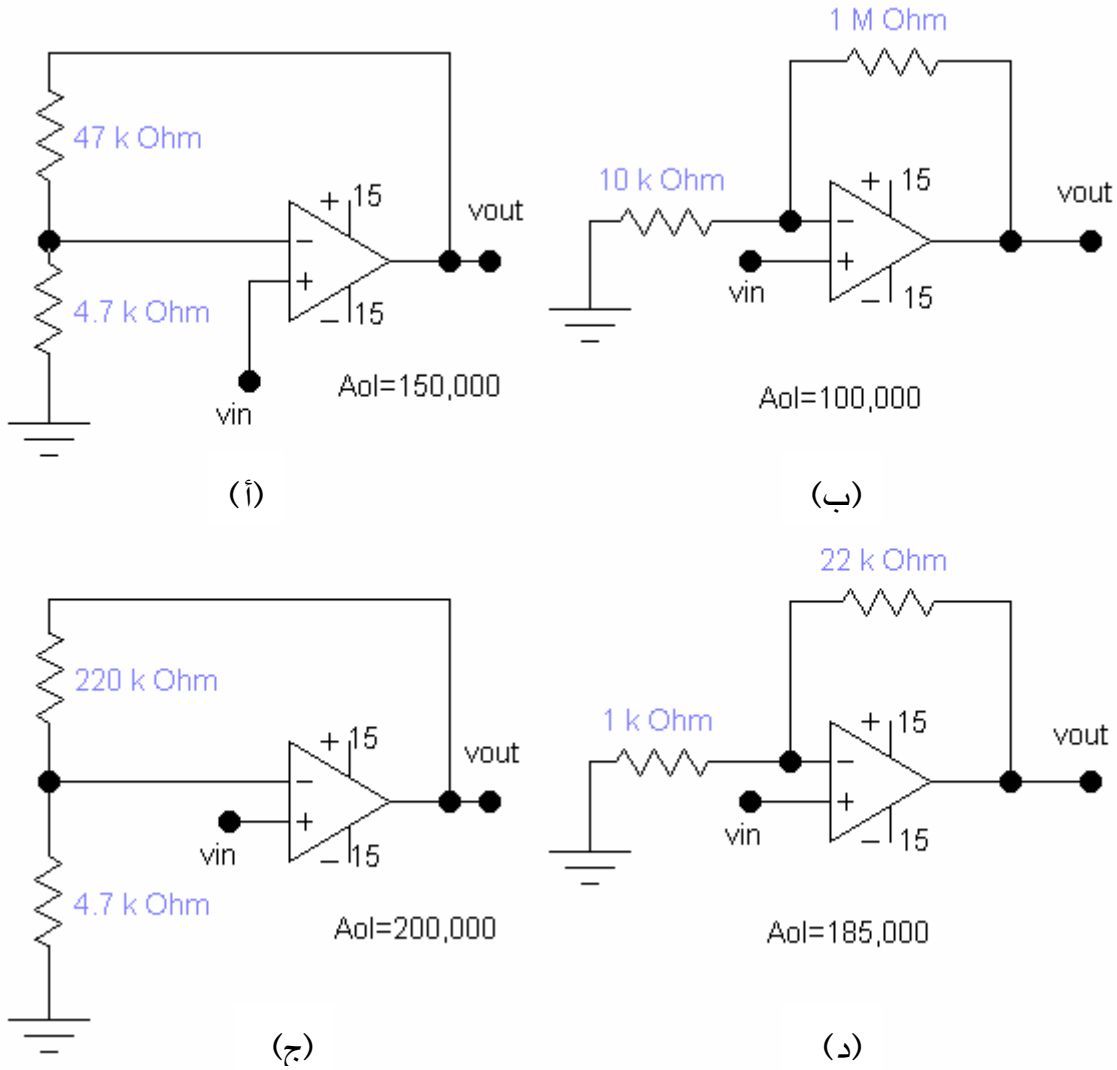 47 k Ohm
4.7 k Ohm
+ 15
vout
−
+
− 15
vin
Aol=150,000
(أ)
1 M Ohm
10 k Ohm
+ 15
vout
−
+
vin
− 15
Aol=100,000
(ب)
220 k Ohm
4.7 k Ohm
+ 15
vout
−
+
vin
− 15
Aol=200,000
(ج)
22 k Ohm
1 k Ohm
+ 15
vout
−
+
vin
− 15
Aol=185,000
(د)